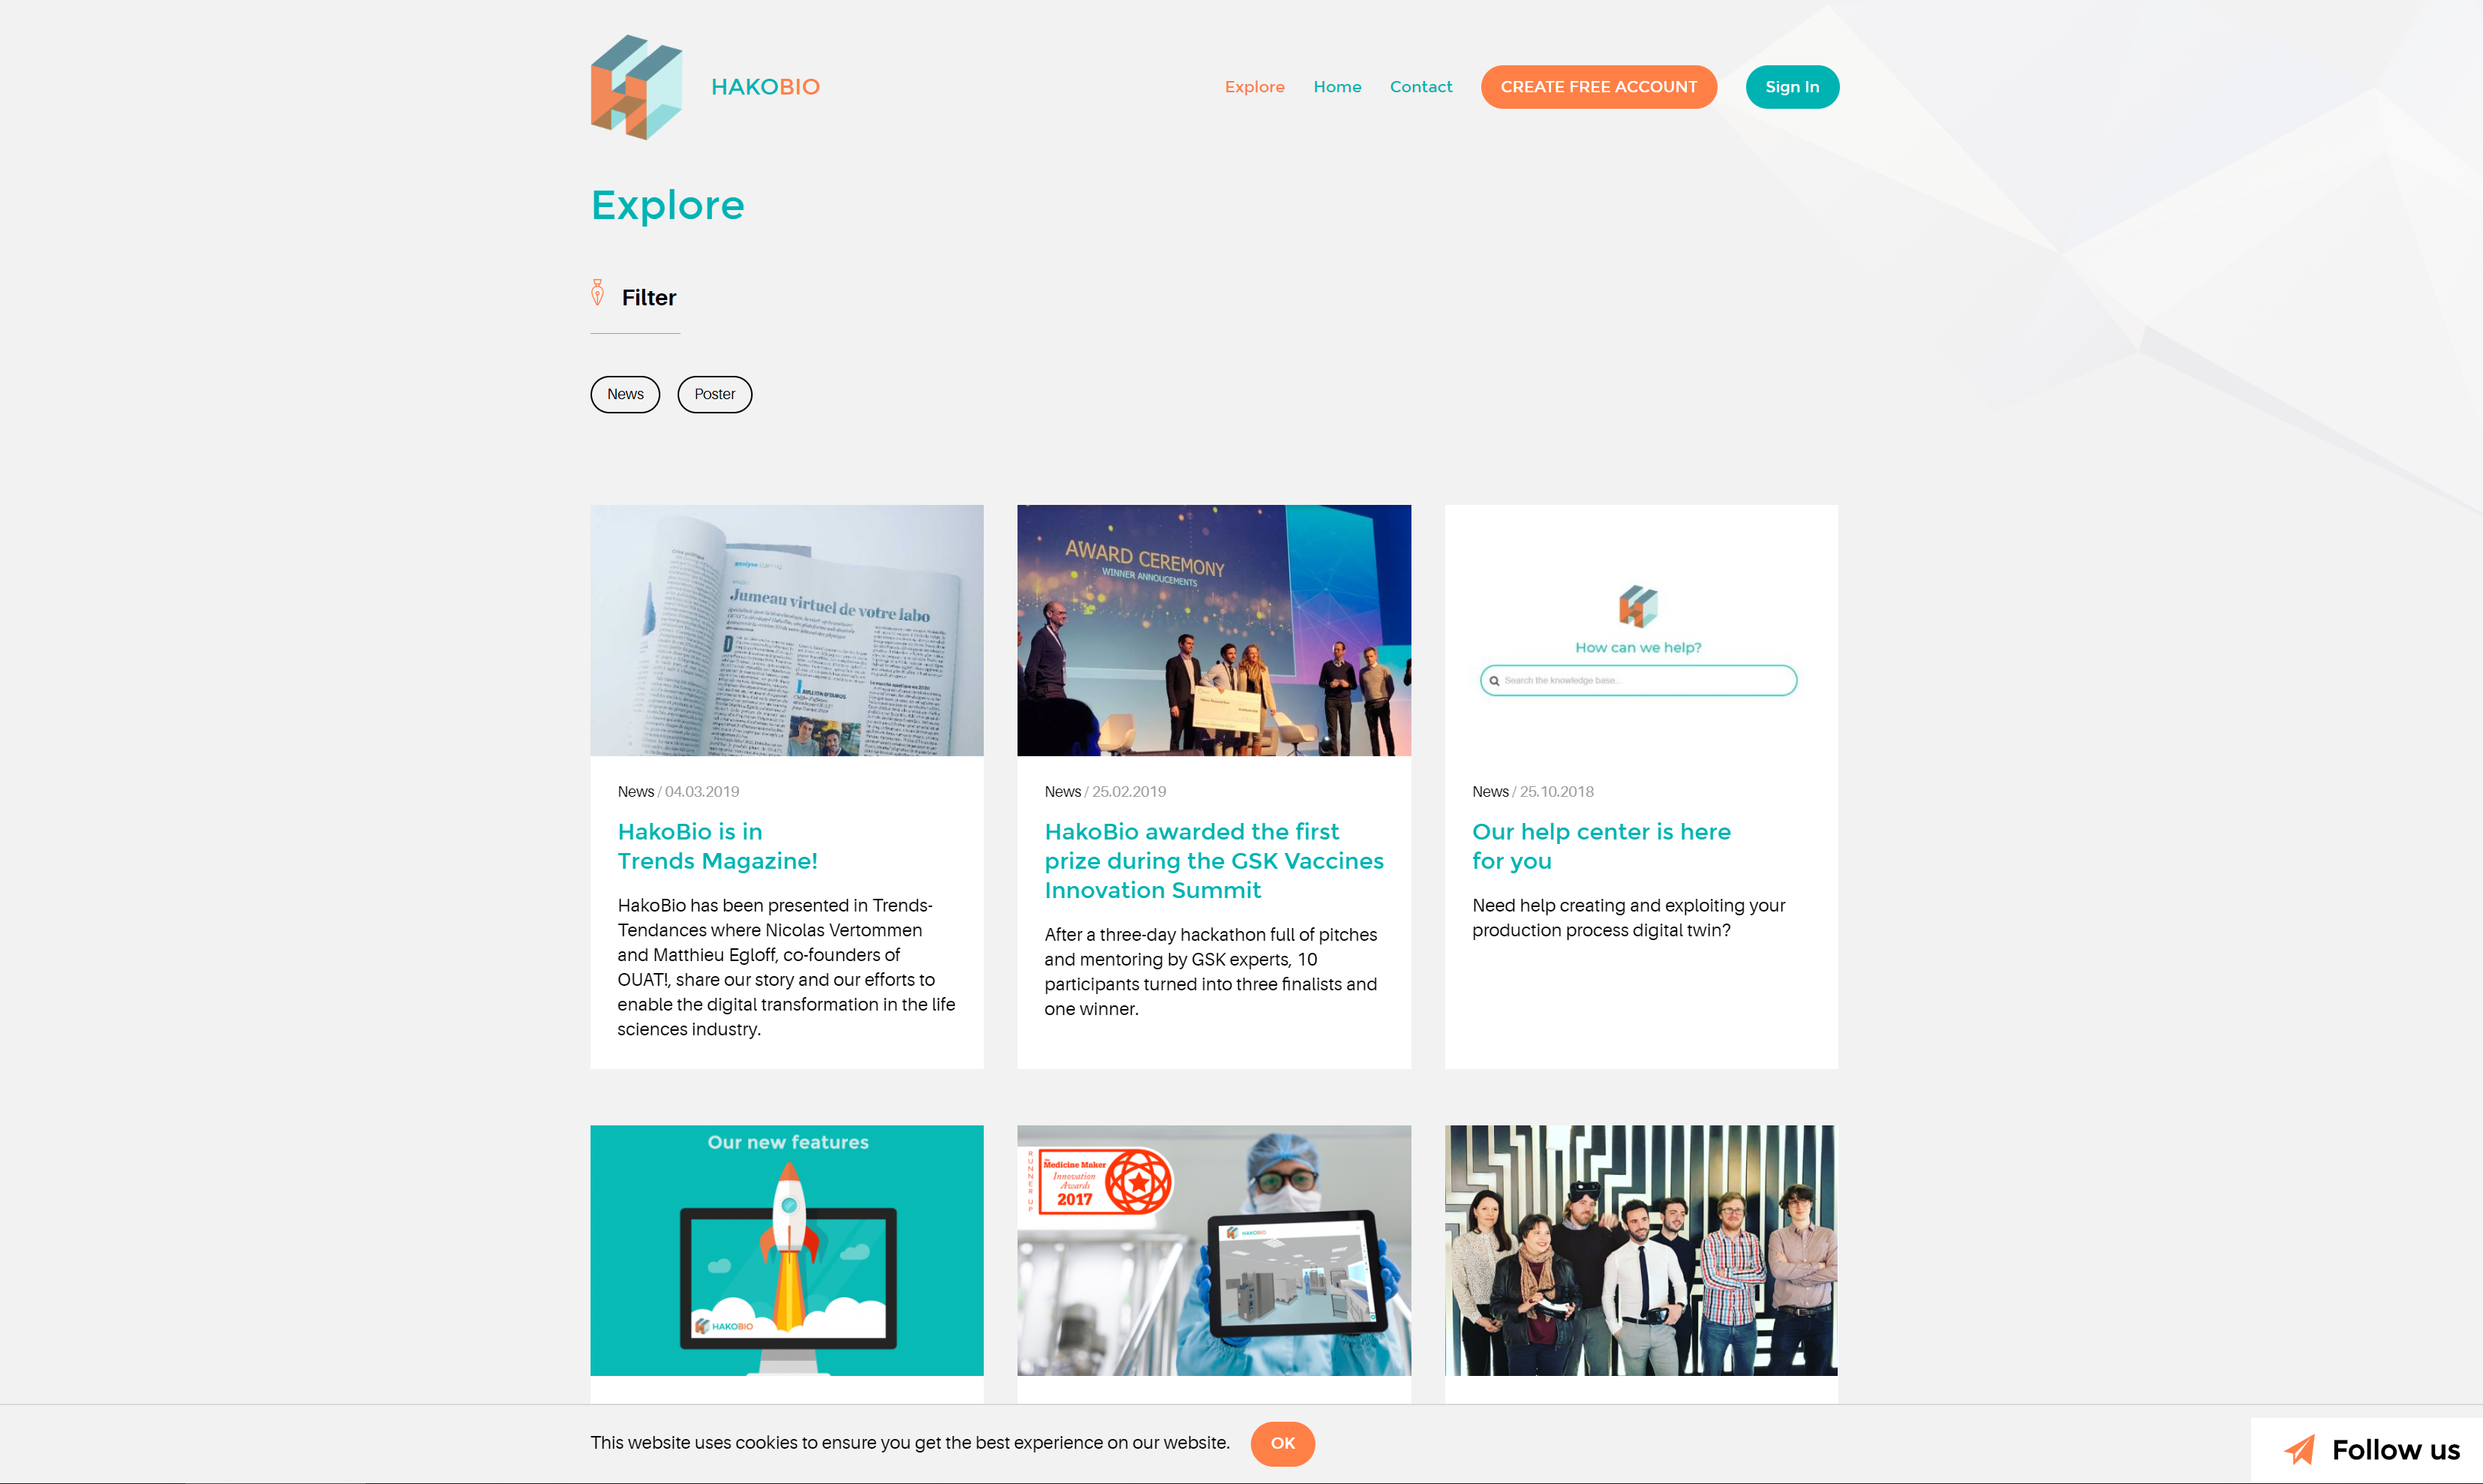 HAKOBIO
Explore
Home
Contact
CREATE FREE ACCOUNT
Sign In
Explore
Filter
News
Poster
Jumeau virtuel de votre labo
AWARD CEREMONY
WINNER ANNOUCEMENTS
How can we help?
Search the knowledge base...
News / 04.03.2019
HakoBio is in
Trends Magazine!
HakoBio has been presented in Trends-
Tendances where Nicolas Vertommen
and Matthieu Egloff, co-founders of
OUAT!, share our story and our efforts to
enable the digital transformation in the life
sciences industry.
News / 25.02.2019
HakoBio awarded the first
prize during the GSK Vaccines
Innovation Summit
After a three-day hackathon full of pitches
and mentoring by GSK experts, 10
participants turned into three finalists and
one winner.
News / 25.10.2018
Our help center is here
for you
Need help creating and exploiting your
production process digital twin?
Our new features
HAKOBIO
RUNNER UP
the Medicine Maker
Innovation
Awards
2017
HAKOBIO
This website uses cookies to ensure you get the best experience on our website.
OK
Follow us